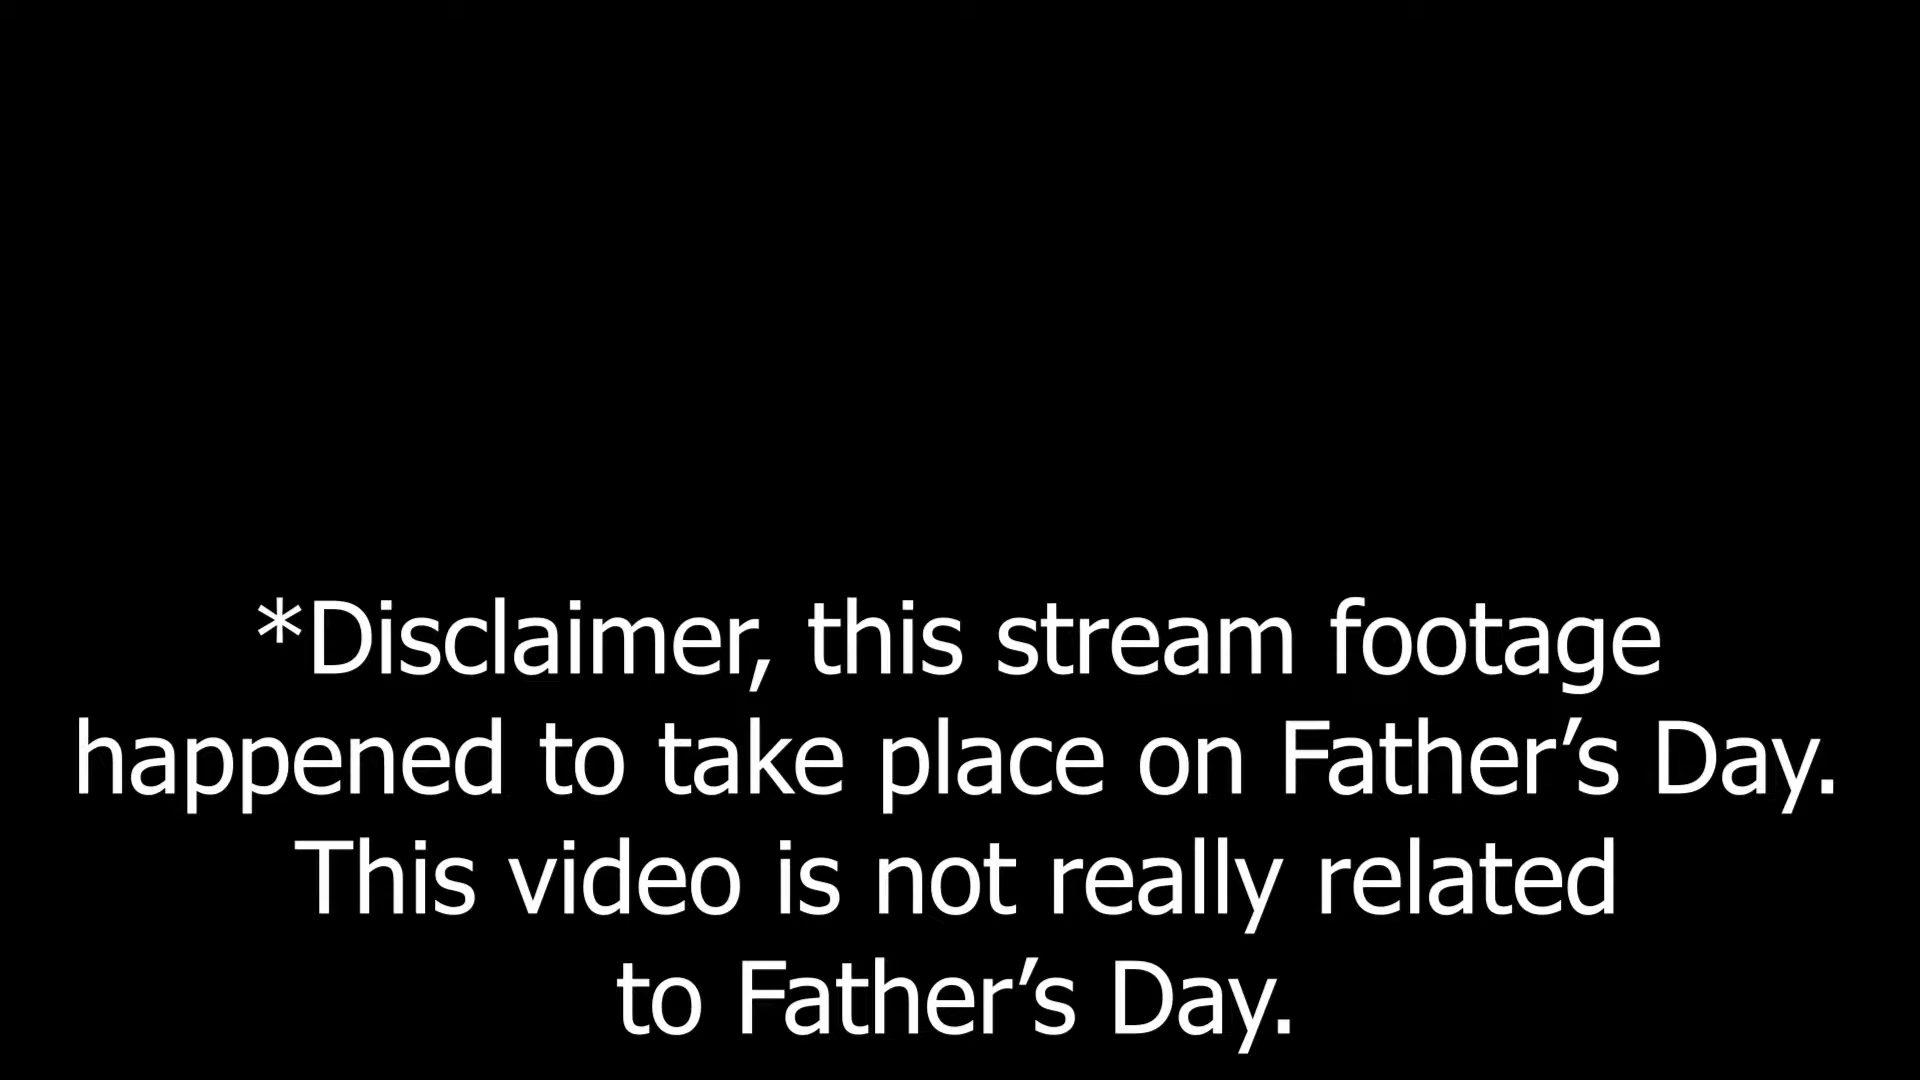 *Disclaimer, this stream footage
happened to take place on Father’s Day.
This video is not really related
to Father’s Day.